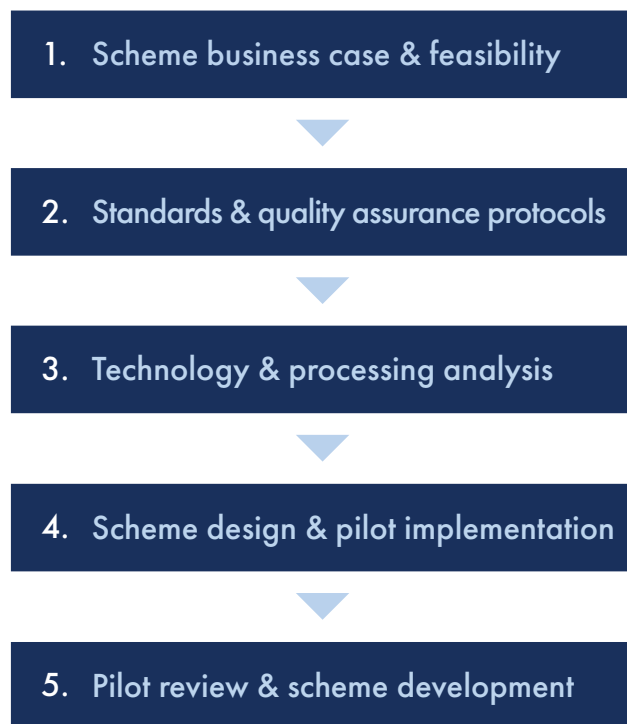 1. Scheme business case & feasibility
2. Standards & quality assurance protocols
3. Technology & processing analysis
4. Scheme design & pilot implementation
5. Pilot review & scheme development